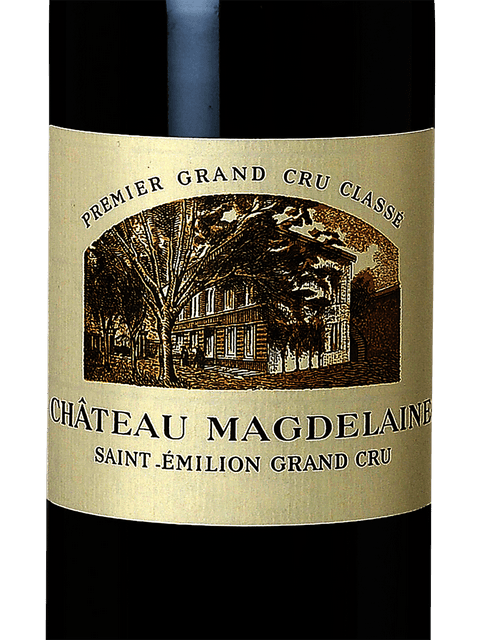 PREMIER GRAND CRU CLASSÉ
CHÂTEAU MAGDELAINE
SAINT-ÉMILION GRAND CRU